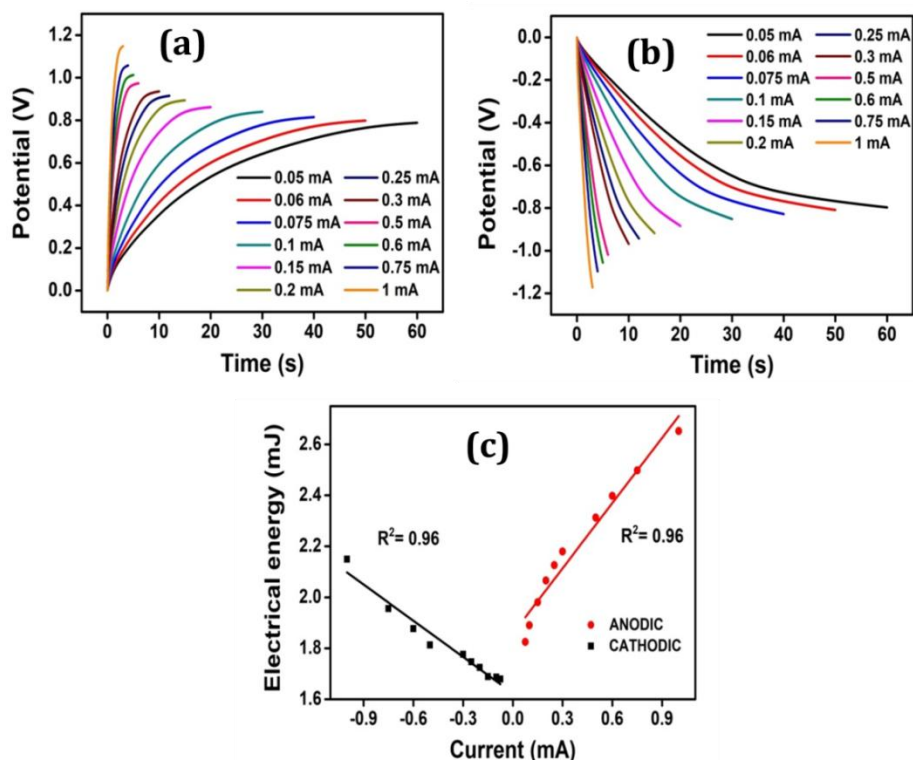 (a)
Potential (V)
1.2
1.0
0.8
0.6
0.4
0.2
0.0
0.05 mA 0.25 mA
0.06 mA 0.3 mA
0.075 mA 0.5 mA
0.1 mA 0.6 mA
0.15 mA 0.75 mA
0.2 mA 1 mA
0 10 20 30 40 50 60
Time (s)
(b)
Potential (V)
0.0
-0.2
-0.4
-0.6
-0.8
-1.0
-1.2
0.05 mA 0.25 mA
0.06 mA 0.3 mA
0.075 mA 0.5 mA
0.1 mA 0.6 mA
0.15 mA 0.75 mA
0.2 mA 1 mA
0 10 20 30 40 50 60
Time (s)
(c)
Electrical energy (mJ)
2.6
2.4
2.2
2.0
1.8
1.6
R²= 0.96 R²= 0.96
ANODIC
CATHODIC
-0.9 -0.6 -0.3 0.0 0.3 0.6 0.9
Current (mA)